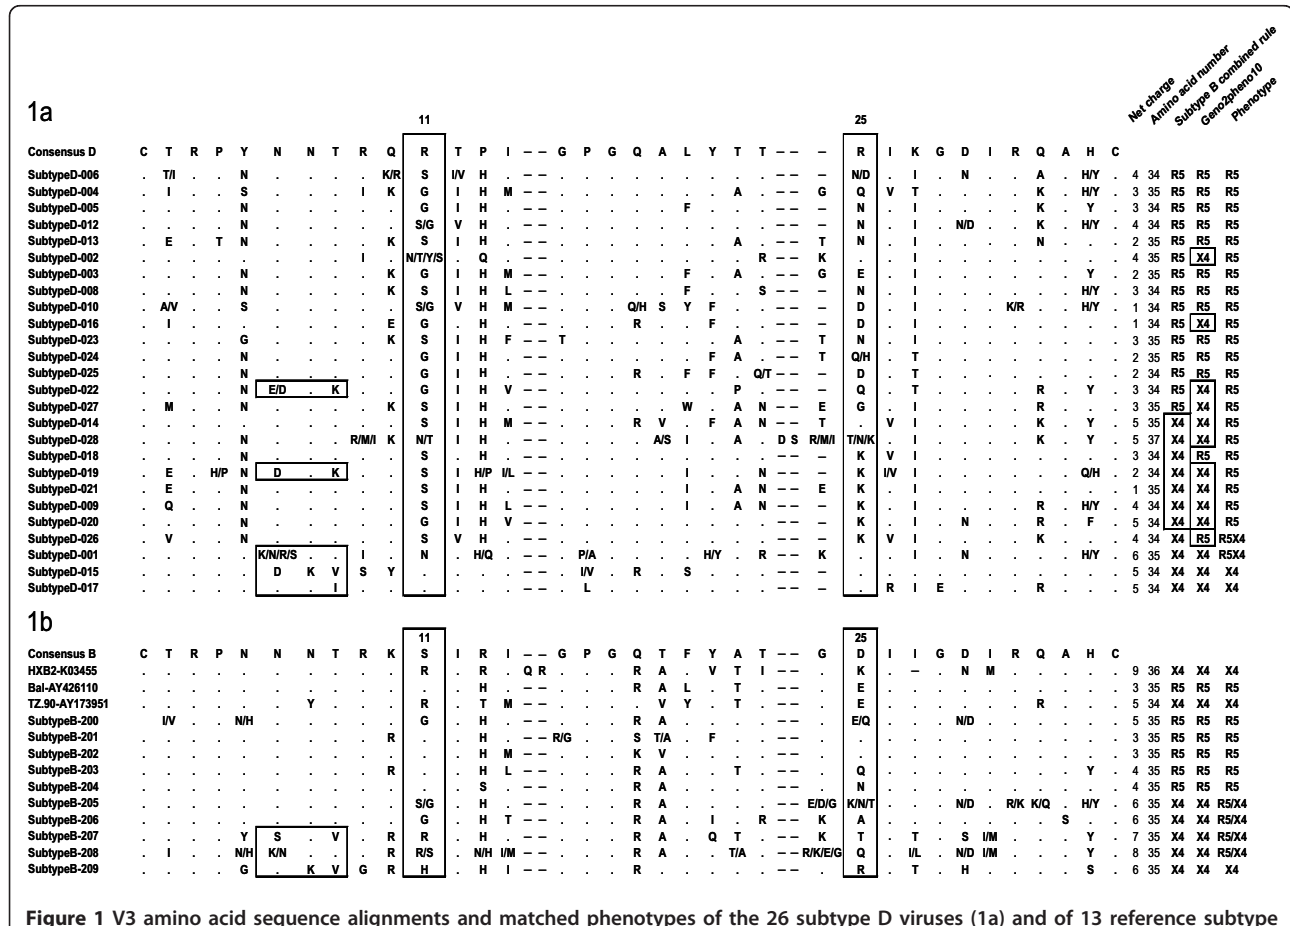 Net charge
Amino acid number
Subtype B combined rule
Geno2pheno10
Phenotype
1a
11 25
Consensus D C T R P Y N N T R Q R T P I – – G P G Q A L Y T T – – – R I K G D I R Q A H C
SubtypeD-006 . T/I . . N . . . . K/R S I/V H . – – . . . . . . . . . – – – N/D . I . N . . A . H/Y . 4 34 R5 R5 R5
SubtypeD-004 . I . . S . . . I K G I H M – – . . . . . . . A . – – G Q V T . . . . K . H/Y . 3 35 R5 R5 R5
SubtypeD-005 . . . . N . . . . . G I H . – – . . . . . F . . . – – – N . I . . . . K . Y . 3 34 R5 R5 R5
SubtypeD-012 . . . . N . . . . . S/G V H . – – . . . . . . . . . – – – N . I . N/D . . K . H/Y . 4 34 R5 R5 R5
SubtypeD-013 . E . T N . . . . K S I H . – – . . . . . . . A . – – T N . I . . . . N . . . 2 35 R5 R5 R5
SubtypeD-002 . . . . . . . . I . N/T/Y/S . Q . – – . . . . . . . . R – – K . . I . . . . . . . . 4 35 R5 X4 R5
SubtypeD-003 . . . . N . . . . K G I H M – – . . . . . F . A . – – G E . . . . . . . . Y . 2 35 R5 R5 R5
SubtypeD-008 . . . . N . . . . K S I H L – – . . . . . F . . S – – – N . I . . . . . . H/Y . 3 34 R5 R5 R5
SubtypeD-010 . A/V . . S . . . . . S/G V H M – – . . . Q/H S Y F . . – – – D . . . . . K/R . . H/Y . 1 34 R5 R5 R5
SubtypeD-016 . I . . . . . . . E G . H . – – . . . R . . F . . – – – D . I . . . . . . . . 1 34 R5 X4 R5
SubtypeD-023 . . . . G . . . . K S I H F – – T . . . . . . A . – – T N . . . . . . . . . . 3 35 R5 R5 R5
SubtypeD-024 . . . . N . . . . . G I H . – – . . . . . . F A . – – T Q/H . T . . . . . . . . 2 35 R5 R5 R5
SubtypeD-025 . . . . N . . . . . G I H . – – . . . R . F F . Q/T – – – D . T . . . . . . . . 2 34 R5 R5 R5
SubtypeD-022 . . . . N E/D . K . . G I H V – – . . . . . . . P . – – – Q . T . . . . R . Y . 3 34 R5 X4 R5
SubtypeD-027 . M . . N . . . . K S I H . – – . . . . . W . A N – – E G . I . . . . R . . . 3 35 R5 X4 R5
SubtypeD-014 . . . . . . . . . . S I H M – – . . . R V . F A N – – T . V I . . . . K . Y . 5 35 X4 X4 R5
SubtypeD-028 . . . . N . . . R/M/I K N/T I H . – – . . . . A/S I . A . D S R/M/I T/N/K . I . . . . K . Y . 5 37 X4 X4 R5
SubtypeD-018 . . . . N . . . . . S . H . – – . . . . . . . . . – – – K V I . . . . . . . . 3 34 X4 R5 R5
SubtypeD-019 . E . H/P N D . K . . S I H/P I/L – – . . . . . I . . N – – – K I/V I . . . . . . Q/H . 2 34 X4 X4 R5
SubtypeD-021 . E . . N . . . . . S I H . – – . . . . . I . A N – – E K . I . . . . . . . . 1 35 X4 X4 R5
SubtypeD-009 . Q . . N . . . . . S I H L – – . . . . . I . A N – – . K . I . . . . R . H/Y . 4 34 X4 X4 R5
SubtypeD-020 . . . . N . . . . . G I H V – – . . . . . . . . . – – – K . I . N . . R . F . 5 34 X4 X4 R5
SubtypeD-026 . V . . N . . . . . S V H . – – . . . . . . . . . – – – K V I . . . . K . . . 4 34 X4 R5 R5X4
SubtypeD-001 . . . . . K/N/R/S . . I . N . H/Q . – – . P/A . . . . H/Y . R – – K . . I . N . . . . H/Y . 6 35 X4 X4 R5X4
SubtypeD-015 . . . . . D K V S Y . . . . – – . I/V . R . S . . . – – – . . . . . . . . . . . 5 34 X4 X4 X4
SubtypeD-017 . . . . . . . I . . . . . . – – . L . . . . . . . – – – . R I E . . . R . . . 5 34 X4 X4 X4
1b
11 25
Consensus B C T R P N N N T R K S I R I – – G P G Q T F Y A T – – G D I I G D I R Q A H C
HXB2-K03455 . . . . . . . . . . R . R . Q R . . . R A . V T I – – . K . – . N M . . . . . 9 36 X4 X4 X4
Bal-AY426110 . . . . . . . . . . . . H . – – . . . R A L . T . – – . E . . . . . . . . . . 3 35 R5 R5 R5
TZ.90-AY173951 . . . . . . Y . . . R . T M – – . . . . V Y . T . – – . E . . . . . . R . . . 5 34 X4 X4 X4
SubtypeB-200 . I/V . . N/H . . . . . G . H . – – . . . R A . . . . – – . E/Q . . . N/D . . . . . . 5 35 R5 R5 R5
SubtypeB-201 . . . . . . . . . R . . H . – – R/G . . S T/A . F . . – – . . . . . . . . . . . . 3 35 R5 R5 R5
SubtypeB-202 . . . . . . . . . . . . H M – – . . . K V . . . . – – . . . . . . . . . . . . 3 35 R5 R5 R5
SubtypeB-203 . . . . . . . . . R . . H L – – . . . R A . . T . – – . Q . . . . . . . . Y . 4 35 R5 R5 R5
SubtypeB-204 . . . . . . . . . . . . S . – – . . . R A . . . . – – . N . . . . . . . . . . 4 35 R5 R5 R5
SubtypeB-205 . . . . . . . . . . S/G . H . – – . . . R A . . . . – – E/D/G K/N/T . . . N/D . R/K K/Q . H/Y . 6 35 X4 X4 R5/X4
SubtypeB-206 . . . . . . . . . . G . H T – – . . . R A . I . R – – K A . . . . . . . S . . 6 35 X4 X4 R5/X4
SubtypeB-207 . . . . Y S . V . R R . H . – – . . . R A . Q T . – – K T . T . S I/M . . . Y . 7 35 X4 X4 R5/X4
SubtypeB-208 . I . . N/H K/N . . . R R/S . N/H I/M – – . . . R A . . T/A . – – R/K/E/G Q . I/L . N/D I/M . . . Y . 8 35 X4 X4 R5/X4
SubtypeB-209 . . . . G . K V G R H . H I – – . . . R . . . . . – – . R . T . H . . . . S . 6 35 X4 X4 X4
Figure 1 V3 amino acid sequence alignments and matched phenotypes of the 26 subtype D viruses (1a) and of 13 reference subtype